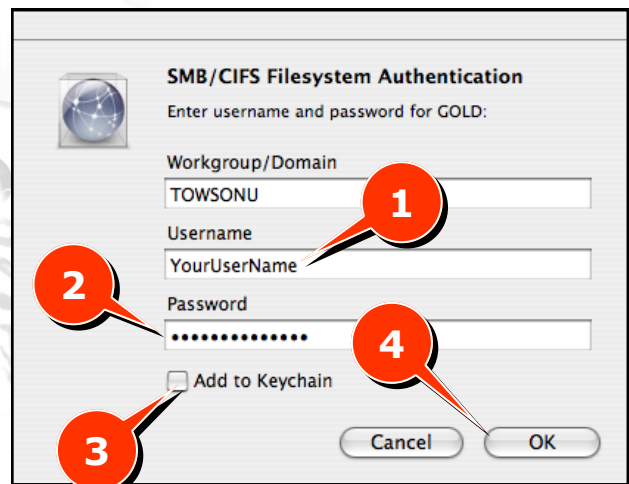 SMB/CIFS Filesystem Authentication
Enter username and password for GOLD:
Workgroup/Domain
TOWSONU
1
Username
YourUserName
2
Password
••••••••••••••
4
Add to Keychain
3
Cancel
OK